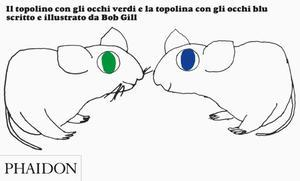 Il topolino con gli occhi verdi e la topolina con gli occhi blu
scritto e illustrato da Bob Gill
PHAIDON